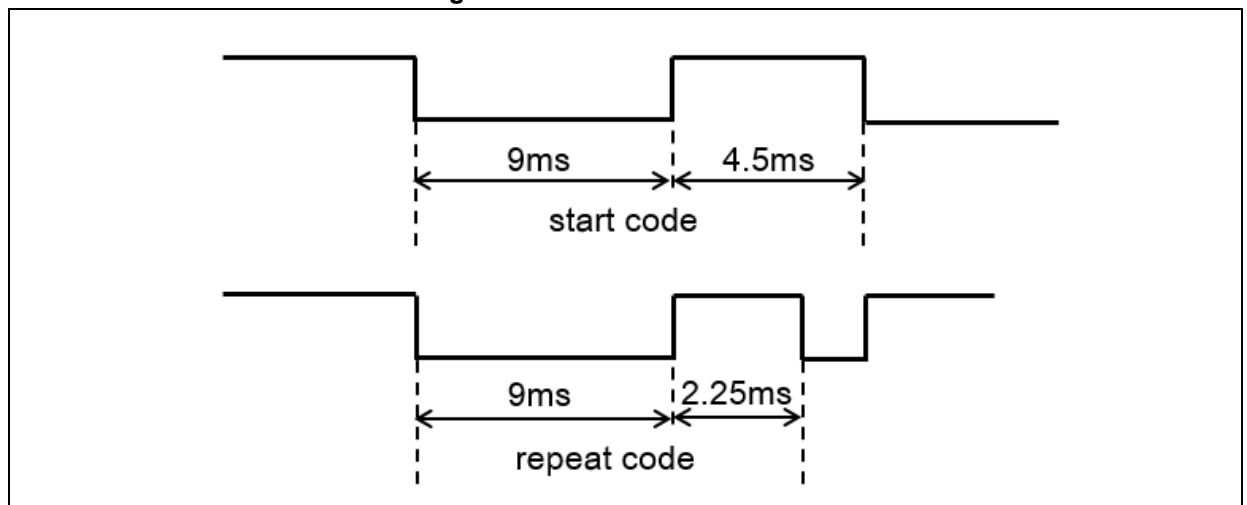 9ms
4.5ms
start code
9ms
2.25ms
repeat code